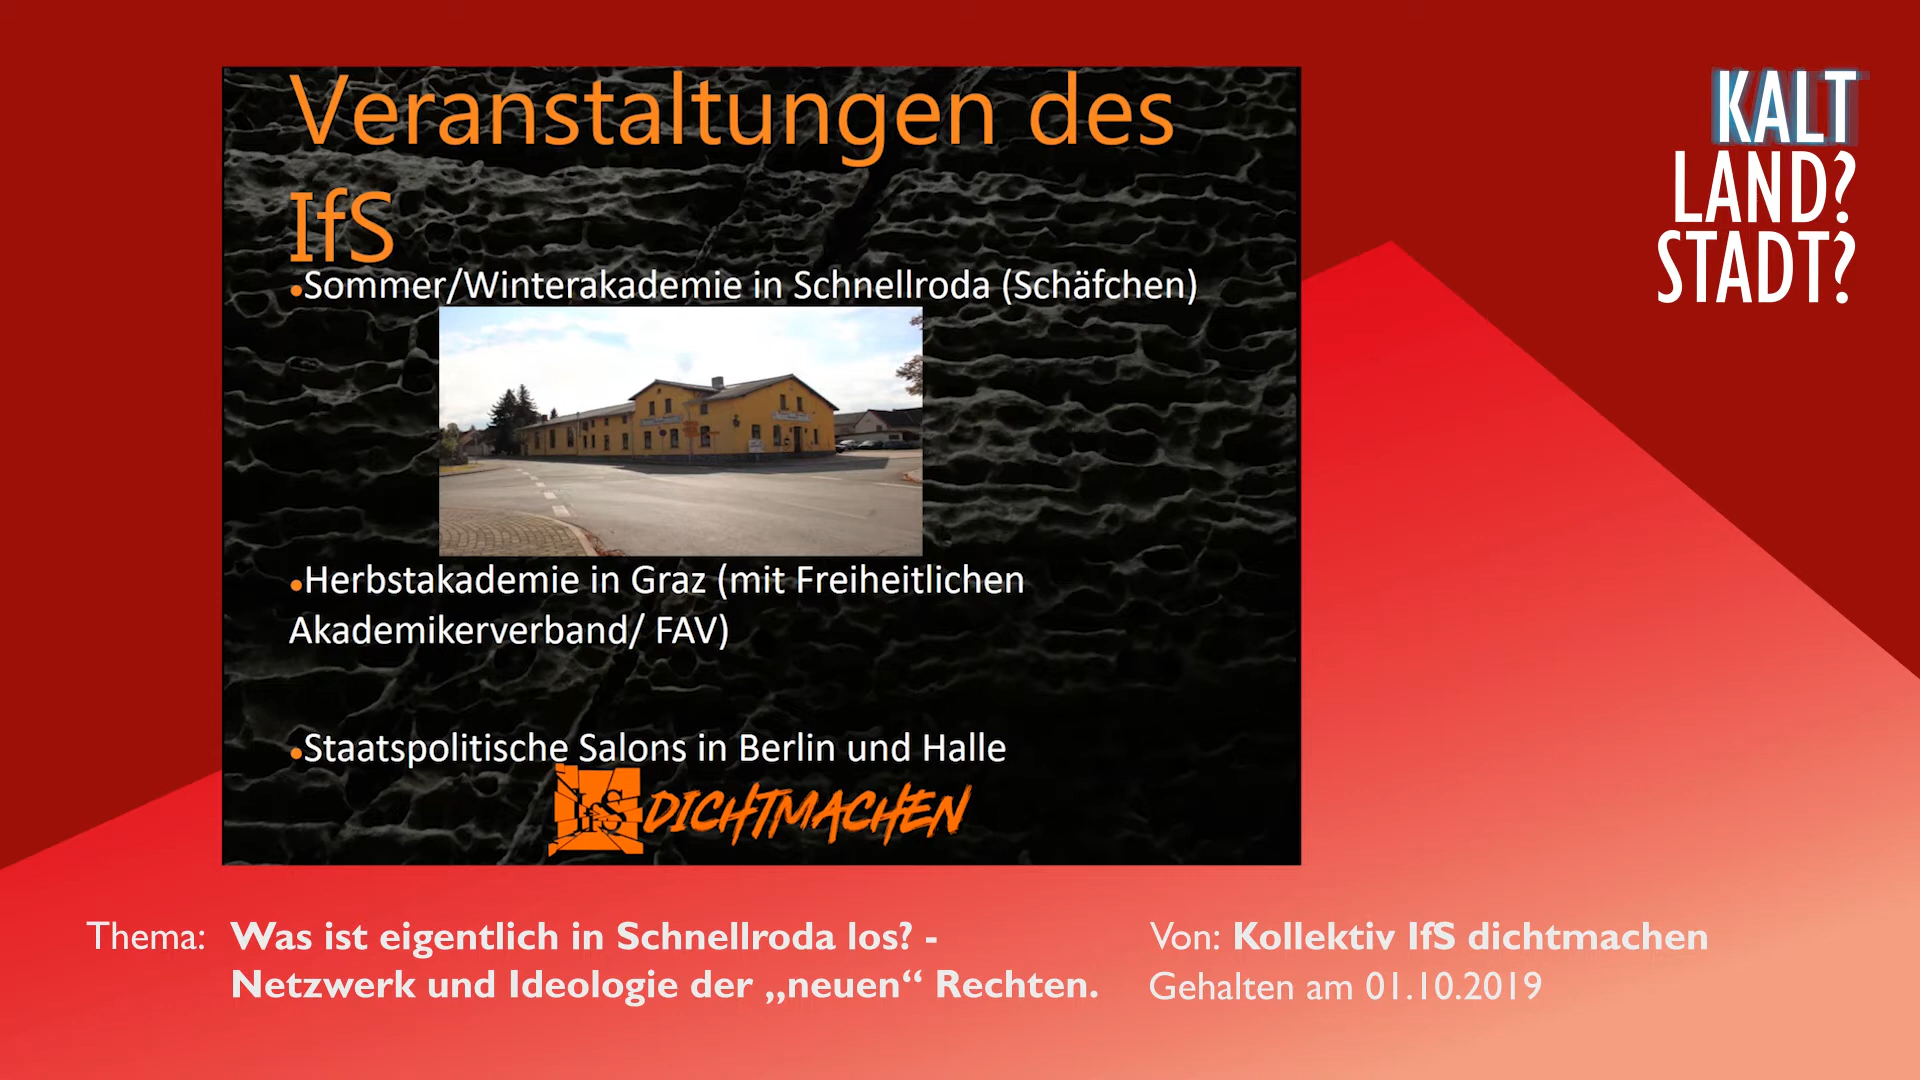 Veranstaltungen des
IfS
•Sommer/Winterakademie in Schnellroda (Schäfchen)
•Herbstakademie in Graz (mit Freiheitlichen
Akademikerverband/ FAV)
•Staatspolitische Salons in Berlin und Halle
IfS DICHTMACHEN
KALT
LAND?
STADT?
Thema: Was ist eigentlich in Schnellroda los? -
Netzwerk und Ideologie der „neuen“ Rechten.
Von: Kollektiv IfS dichtmachen
Gehalten am 01.10.2019